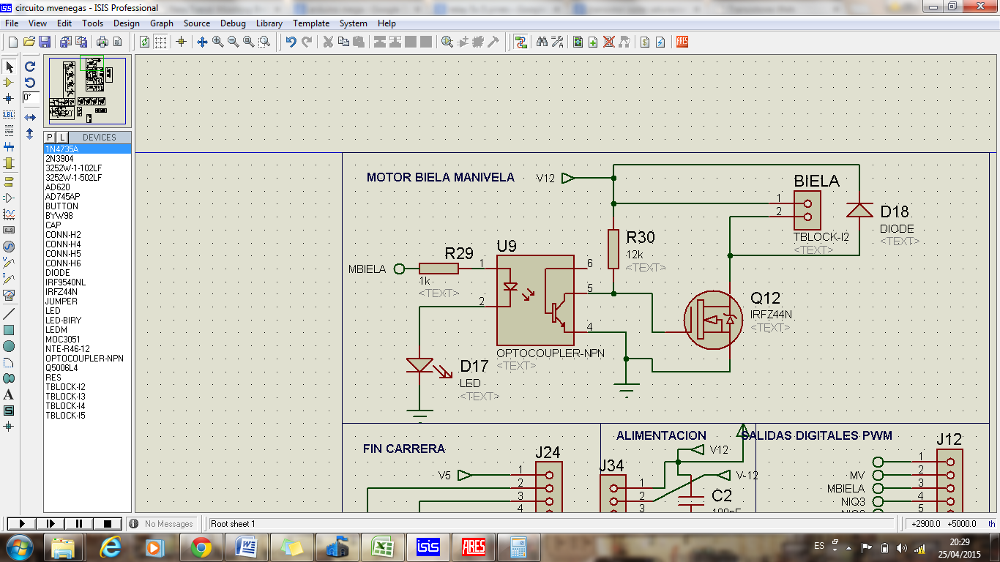 circuito mvenegas - ISIS Professional
File View Edit Tools Design Graph Source Debug Library Template System Help
0°
LBL
P L DEVICES
1N4735A
2N3904
3252W-1-102LF
3252W-1-502LF
AD620
AD745AP
BUTTON
BYW98
CAP
CONN-H2
CONN-H4
CONN-H5
CONN-H6
DIODE
IRF9540NL
IRFZ44N
JUMPER
LED
LED-BIRY
LEDM
MOC3051
NTE-R46-12
OPTOCOUPLER-NPN
Q5006L4
RES
TBLOCK-I2
TBLOCK-I3
TBLOCK-I4
TBLOCK-I5
MOTOR BIELA MANIVELA
V12
BIELA
1
2
TBLOCK-I2
<TEXT>
D18
DIODE
<TEXT>
R30
12k
<TEXT>
U9
R29
MBIELA
1k
<TEXT>
1
2
6
5
4
OPTOCOUPLER-NPN
<TEXT>
Q12
IRFZ44N
<TEXT>
D17
LED
<TEXT>
FIN CARRERA
J24
V5
1
2
3
4
ALIMENTACION
V12
J34
V-12
1
2
3
C2
100nF
SALIDAS DIGITALES PWM
J12
1
MV 2
MBIELA 3
NIQ3 4
5
No Messages
Root sheet 1
+2900.0 +5000.0 th
isis
ARES
ES
20:29
25/04/2015